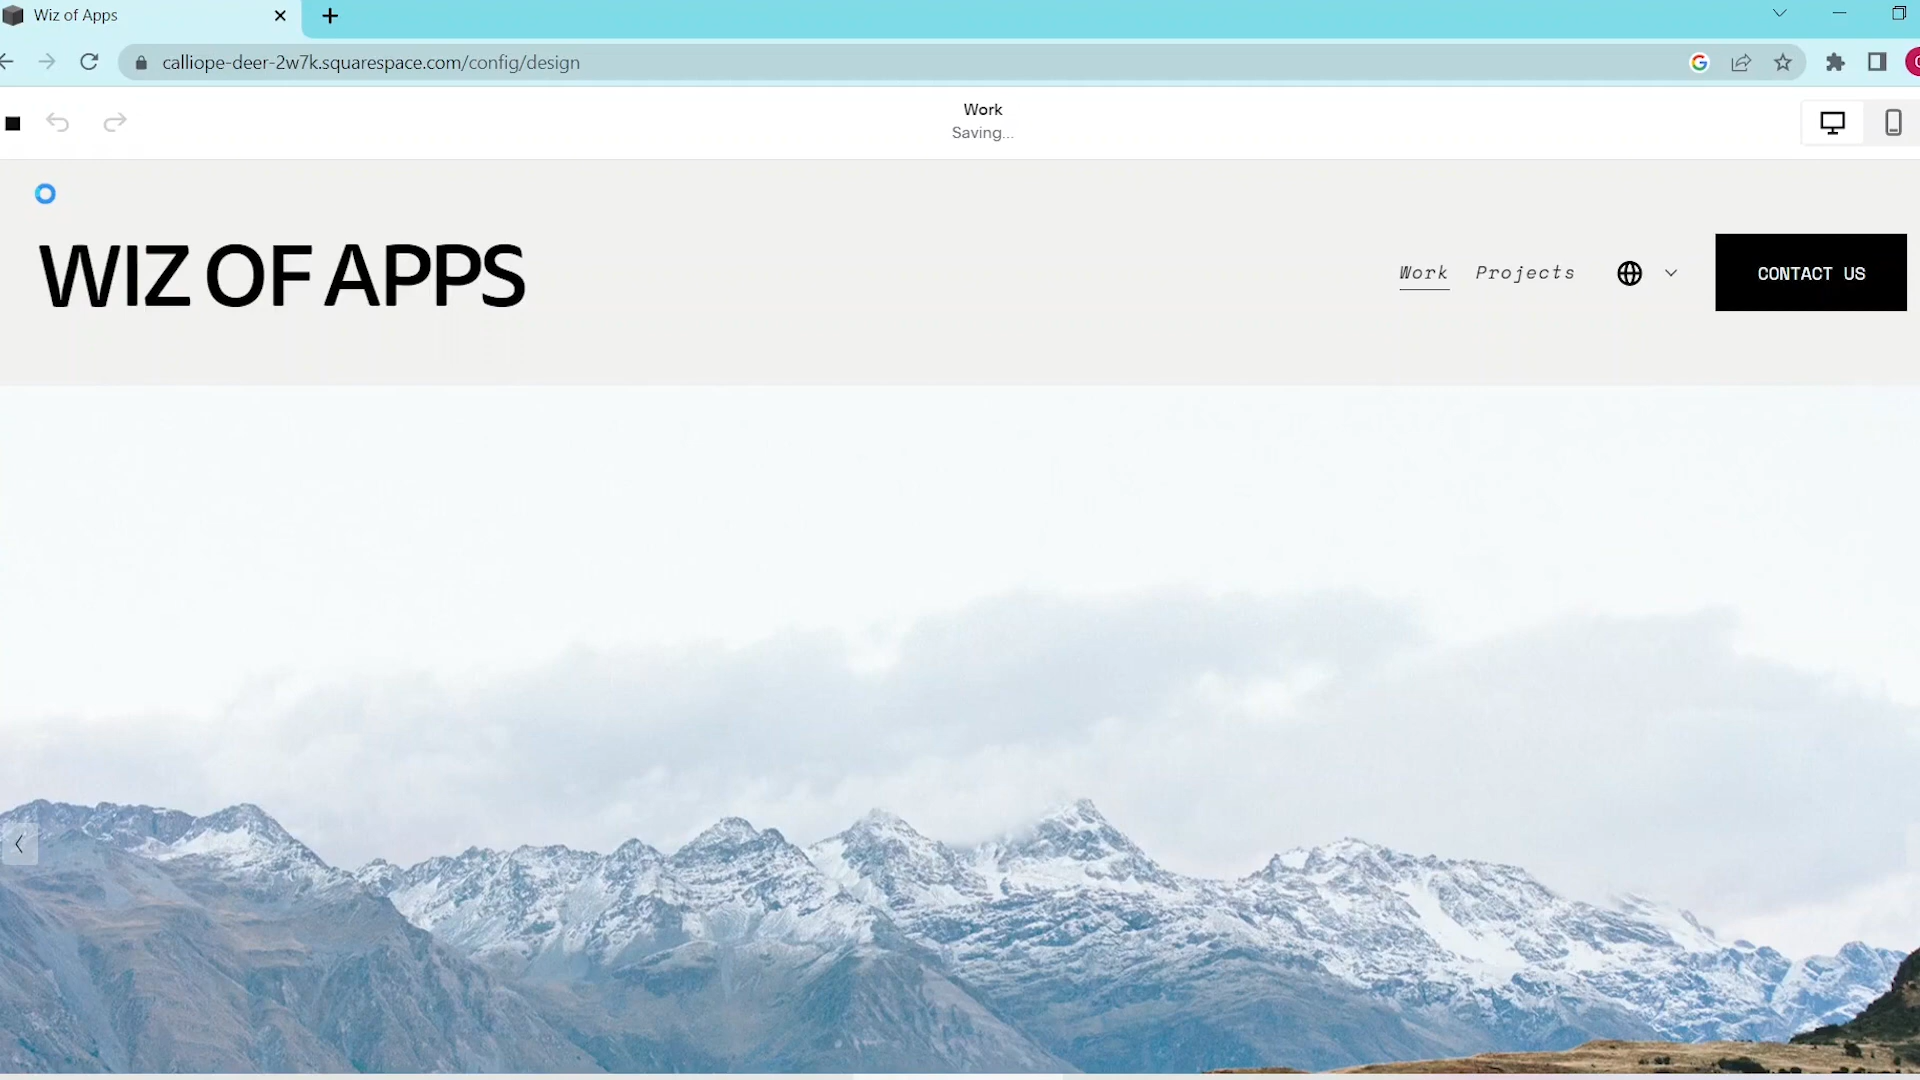 Wiz of Apps
calliope-deer-2w7k.squarespace.com/config/design
Work
Saving...
WIZ OF APPS
Work Projects CONTACT US